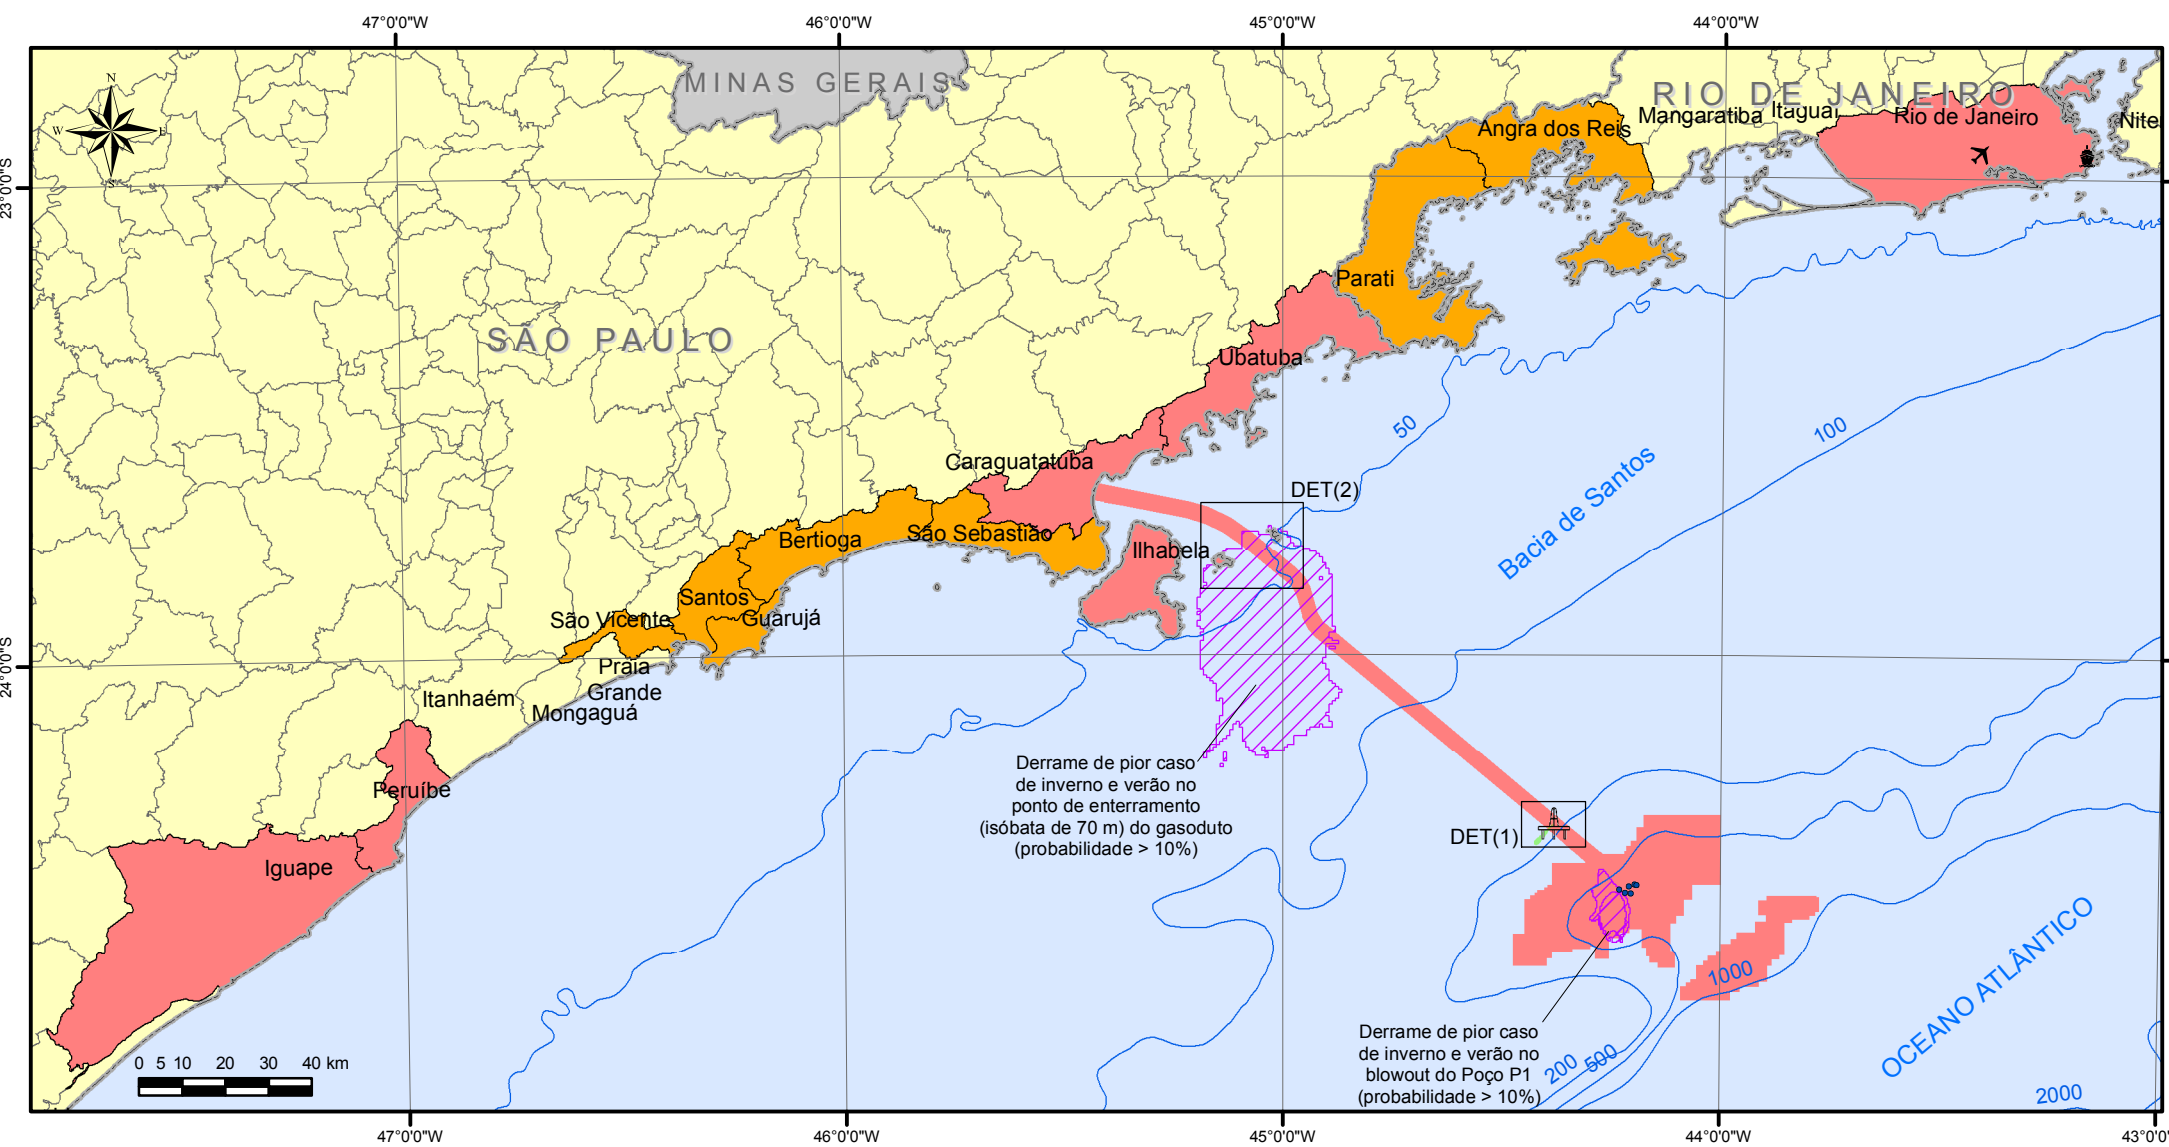 47°0'0"W
46°0'0"W
45°0'0"W
44°0'0"W
MINAS GERAIS
RIO DE JANEIRO
N
W
E
S
Angra dos Reis
Mangaratiba
Itaguaí
Rio de Janeiro
Nite
23°0'0"S
Parati
SÃO PAULO
Ubatuba
50
100
Bacia de Santos
Caraguatatuba
DET(2)
São Sebastião
Bertioga
Ilhabela
Santos
São Vicente
Guarujá
Praia
Grande
24°0'0"S
Itanhaém
Mongaguá
Peruíbe
Derrame de pior caso
de inverno e verão no
ponto de enterramento
(isóbata de 70 m) do gasoduto
(probabilidade > 10%)
DET(1)
Iguape
1000
OCEANO ATLÂNTICO
Derrame de pior caso
de inverno e verão no
blowout do Poço P1
(probabilidade > 10%)
200
500
2000
0 5 10 20 30 40 km
47°0'0"W
46°0'0"W
45°0'0"W
44°0'0"W
43°0'0